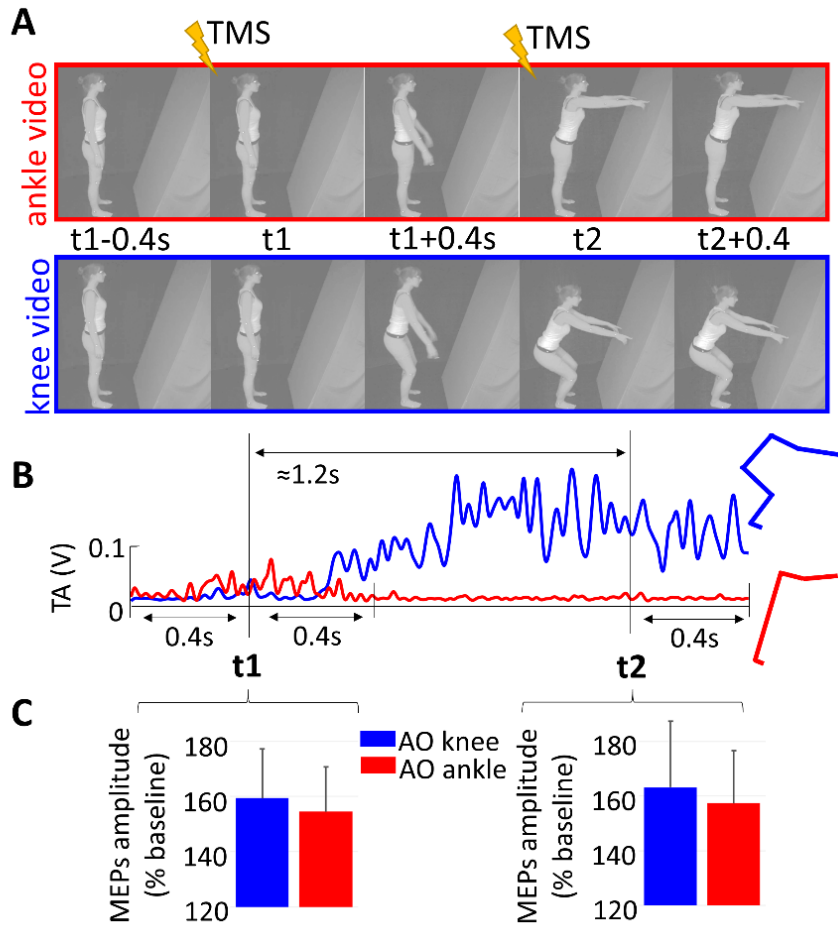 A
TMS
TMS
ankle video
t1-0.4s t1 t1+0.4s t2 t2+0.4
knee video
B
≈1.2s
TA (V)
0.1
0
0.4s 0.4s 0.4s
t1 t2
C
MEPs amplitude
(% baseline)
180
160
140
120
AO knee
AO ankle
MEPs amplitude
(% baseline)
180
160
140
120